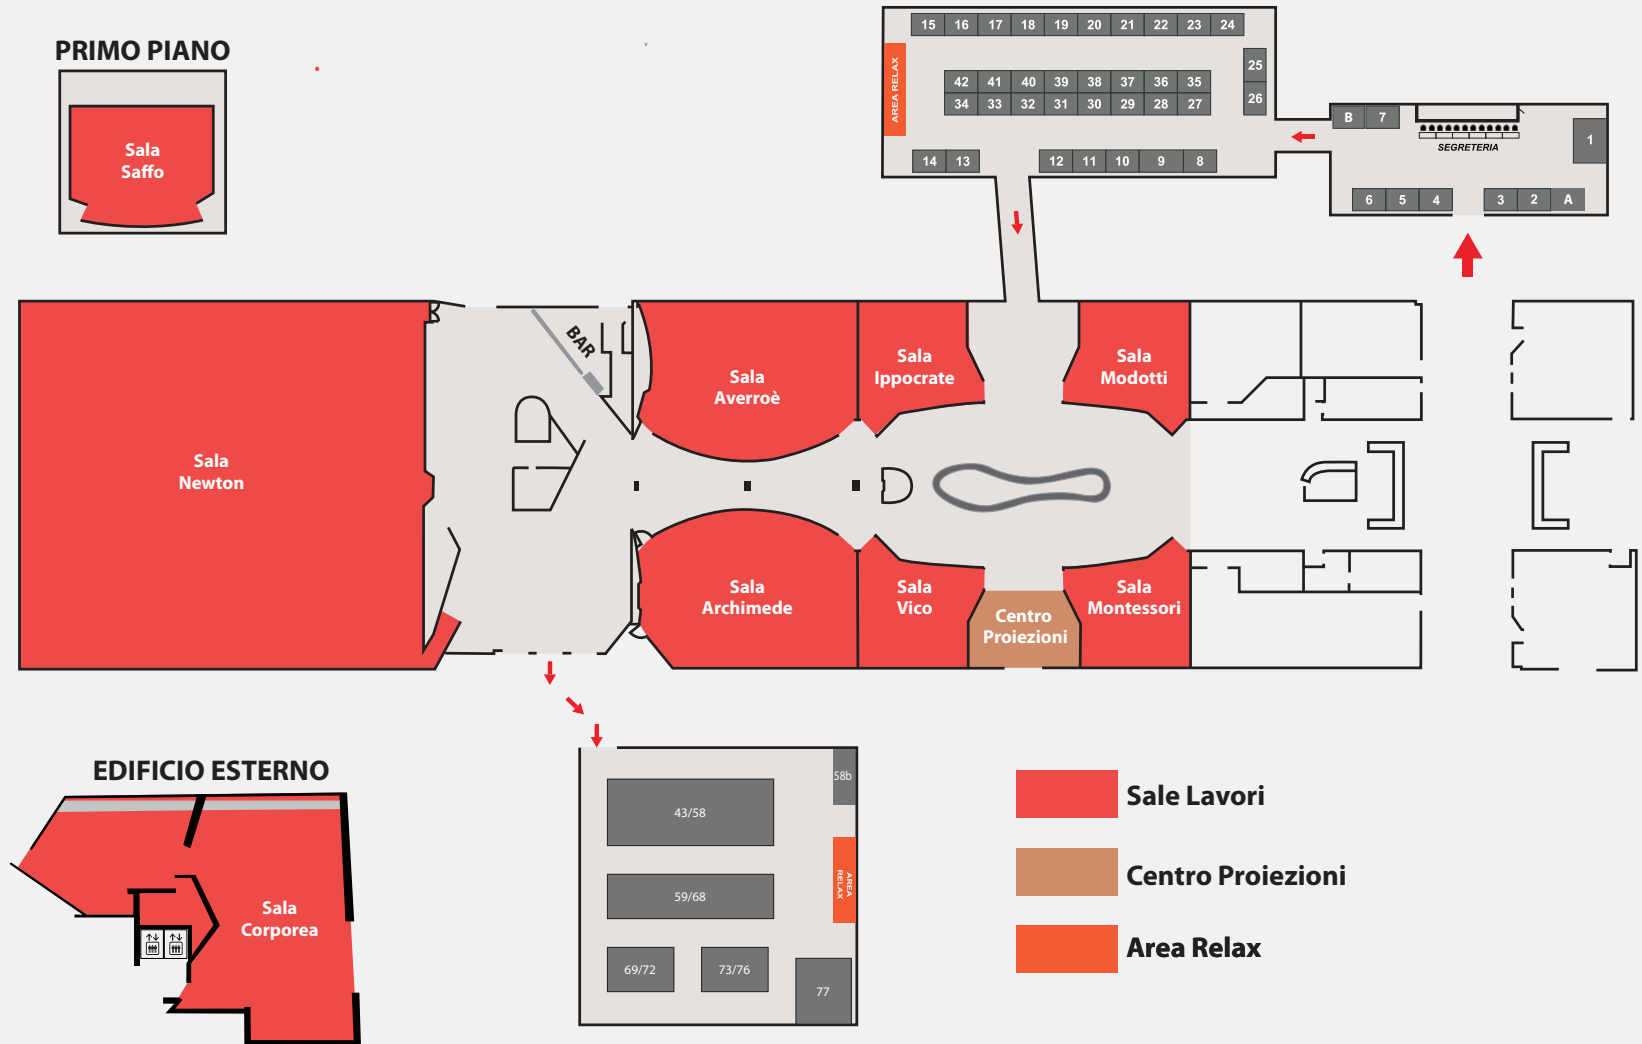 PRIMO PIANO
Sala
Saffo
15 16 17 18 19 20 21 22 23 24
AREA RELAX
25
26
42 41 40 39 38 37 36 35
34 33 32 31 30 29 28 27
14 13
12 11 10 9 8
B 7
SEGRETERIA
1
6 5 4
3 2 A
Sala
Newton
BAR
Sala
Averroè
Sala
Ippocrate
Sala
Modotti
Sala
Archimede
Sala
Vico
Centro
Proiezioni
Sala
Montessori
EDIFICIO ESTERNO
Sala
Corporea
58b
43/58
AREA
RELAX
59/68
69/72
73/76
77
Sale Lavori
Centro Proiezioni
Area Relax